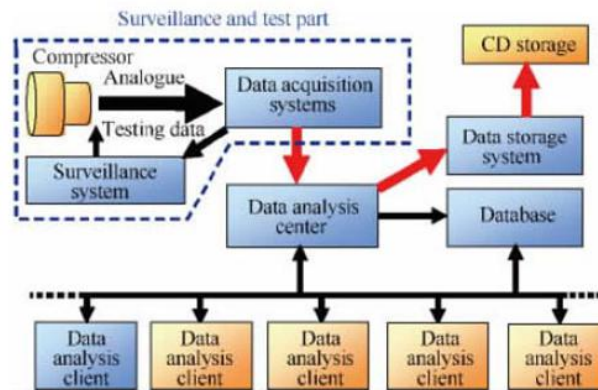 Surveillance and test part
Compressor
Analogue
Testing data
Data acquisition
systems
Surveillance
system
CD storage
Data storage
system
Data analysis
center
Database
Data
analysis
client
Data
analysis
client
Data
analysis
client
Data
analysis
client
Data
analysis
client